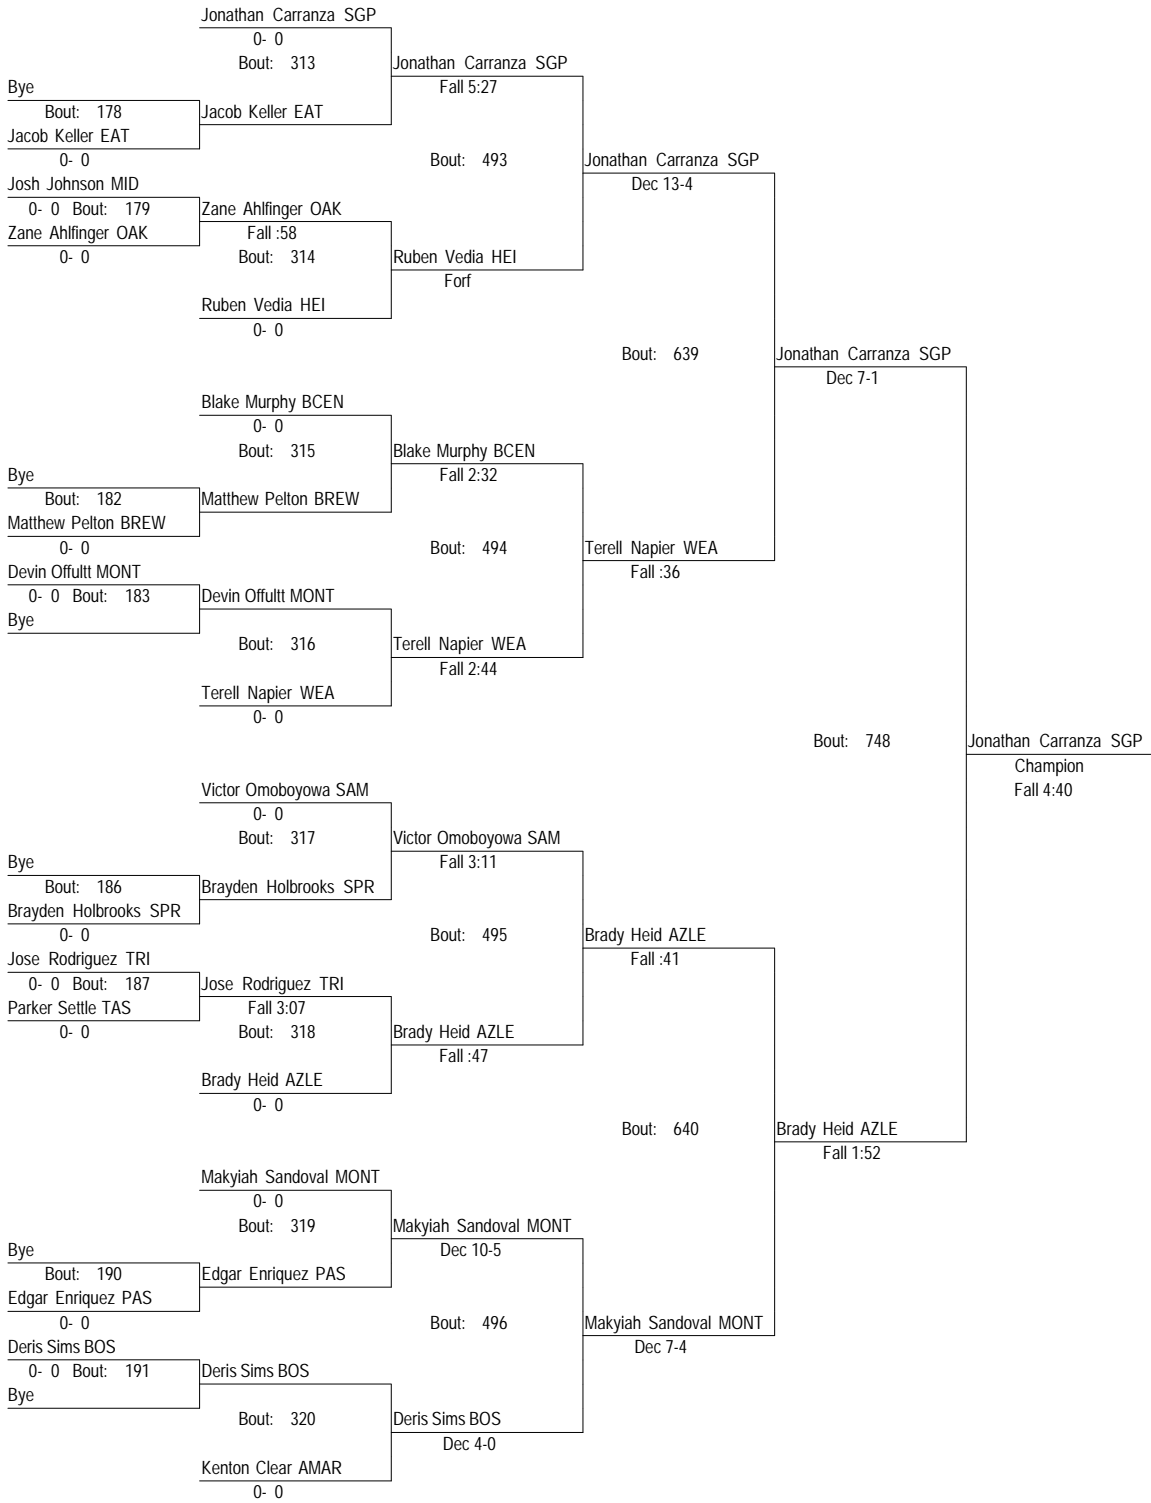 Jonathan Carranza SGP
0- 0
Bout: 313
Jonathan Carranza SGP
Bye
Fall 5:27
Bout: 178
Jacob Keller EAT
Jacob Keller EAT
0- 0
Bout: 493
Jonathan Carranza SGP
Josh Johnson MID
Dec 13-4
0- 0 Bout: 179
Zane Ahlfinger OAK
Zane Ahlfinger OAK
Fall :58
0- 0
Bout: 314
Ruben Vedia HEI
Forf
Ruben Vedia HEI
0- 0
Bout: 639
Jonathan Carranza SGP
Dec 7-1
Blake Murphy BCEN
0- 0
Bout: 315
Blake Murphy BCEN
Bye
Fall 2:32
Bout: 182
Matthew Pelton BREW
Matthew Pelton BREW
0- 0
Bout: 494
Terell Napier WEA
Devin Offultt MONT
Fall :36
0- 0 Bout: 183
Devin Offultt MONT
Bye
Bout: 316
Terell Napier WEA
Fall 2:44
Terell Napier WEA
0- 0
Bout: 748
Jonathan Carranza SGP
Champion
Fall 4:40
Victor Omoboyowa SAM
0- 0
Bout: 317
Victor Omoboyowa SAM
Bye
Fall 3:11
Bout: 186
Brayden Holbrooks SPR
Brayden Holbrooks SPR
0- 0
Bout: 495
Brady Heid AZLE
Jose Rodriguez TRI
Fall :41
0- 0 Bout: 187
Jose Rodriguez TRI
Parker Settle TAS
Fall 3:07
0- 0
Bout: 318
Brady Heid AZLE
Fall :47
Brady Heid AZLE
0- 0
Bout: 640
Brady Heid AZLE
Fall 1:52
Makyiah Sandoval MONT
0- 0
Bout: 319
Makyiah Sandoval MONT
Bye
Dec 10-5
Bout: 190
Edgar Enriquez PAS
Edgar Enriquez PAS
0- 0
Bout: 496
Makyiah Sandoval MONT
Deris Sims BOS
Dec 7-4
0- 0 Bout: 191
Deris Sims BOS
Bye
Bout: 320
Deris Sims BOS
Dec 4-0
Kenton Clear AMAR
0- 0